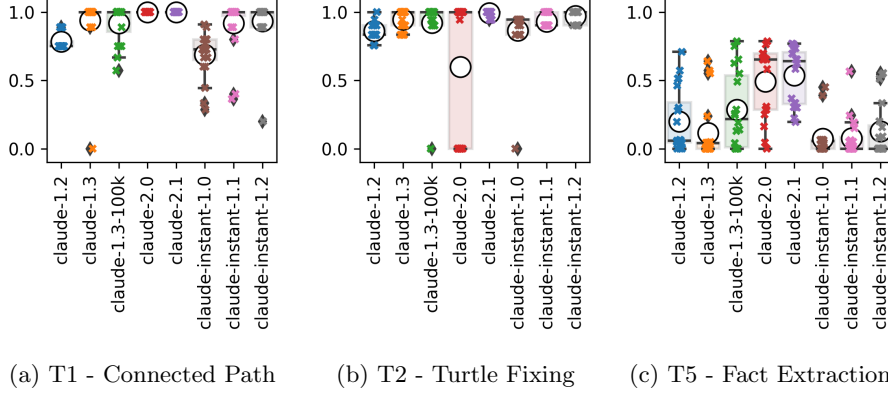 1.0
0.5
0.0
claude-1.2
claude-1.3
claude-1.3-100k
claude-2.0
claude-2.1
claude-instant-1.0
claude-instant-1.1
claude-instant-1.2
(a) T1 - Connected Path
1.0
0.5
0.0
claude-1.2
claude-1.3
claude-1.3-100k
claude-2.0
claude-2.1
claude-instant-1.0
claude-instant-1.1
claude-instant-1.2
(b) T2 - Turtle Fixing
1.0
0.5
0.0
claude-1.2
claude-1.3
claude-1.3-100k
claude-2.0
claude-2.1
claude-instant-1.0
claude-instant-1.1
claude-instant-1.2
(c) T5 - Fact Extraction